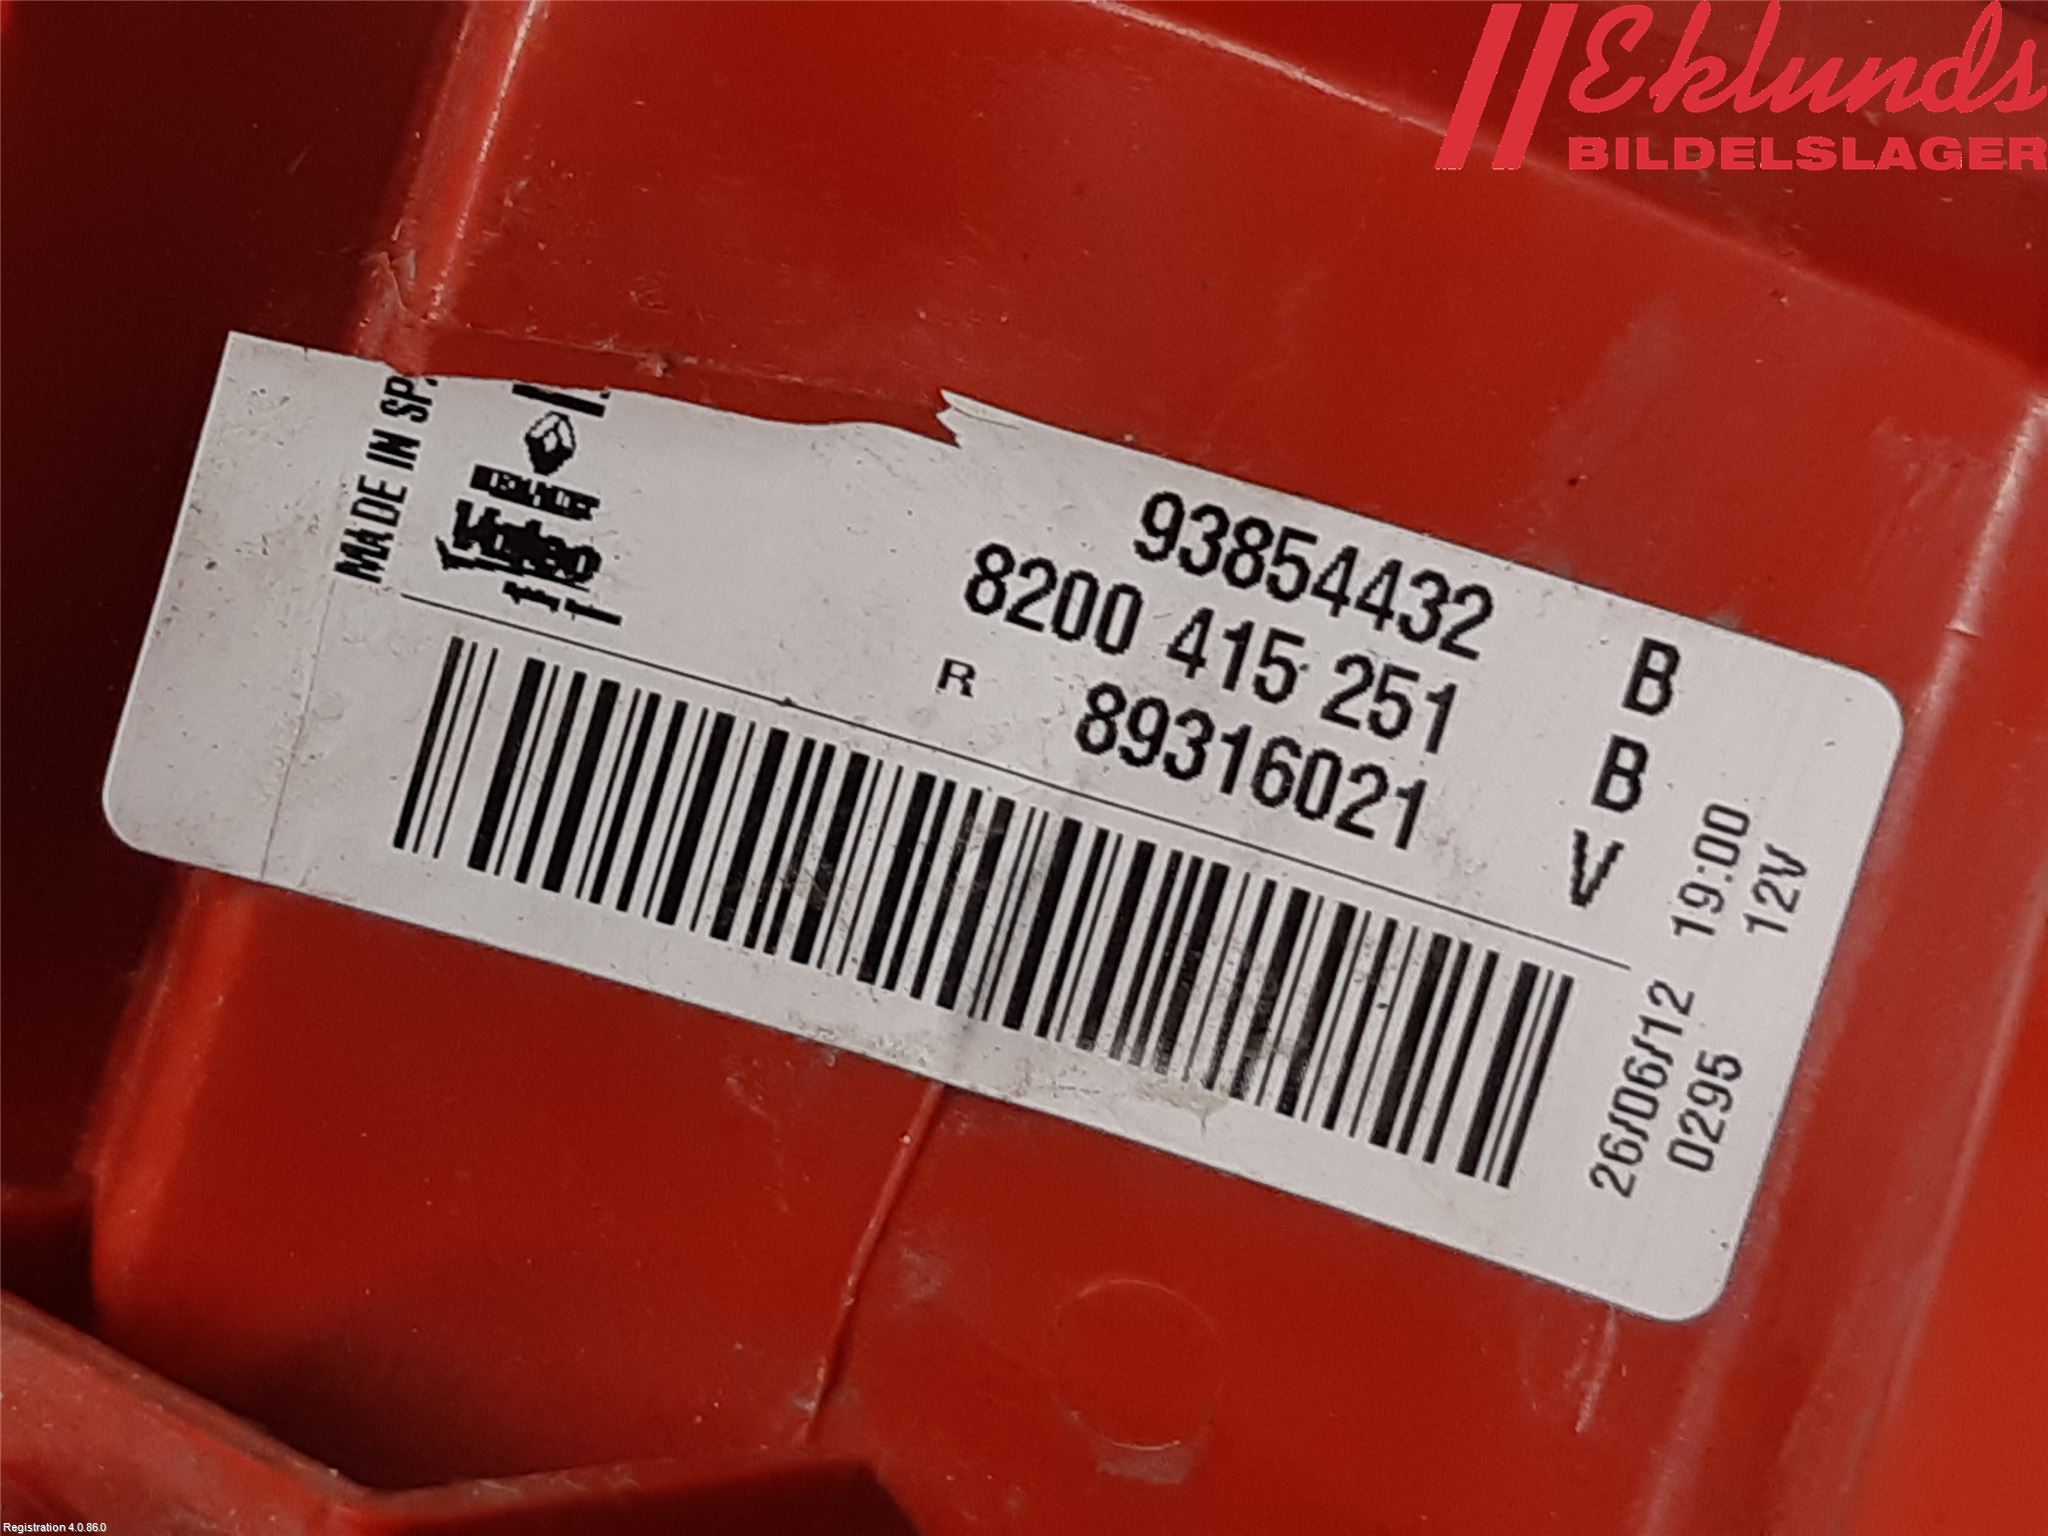 Eklunds
BILDELSLAGER
MADE IN SPA
Valeo
93854432 B
8200 415 251 B
R 89316021 V
26/06/12 19:00
0295 12V
Registration 4.0.86.0